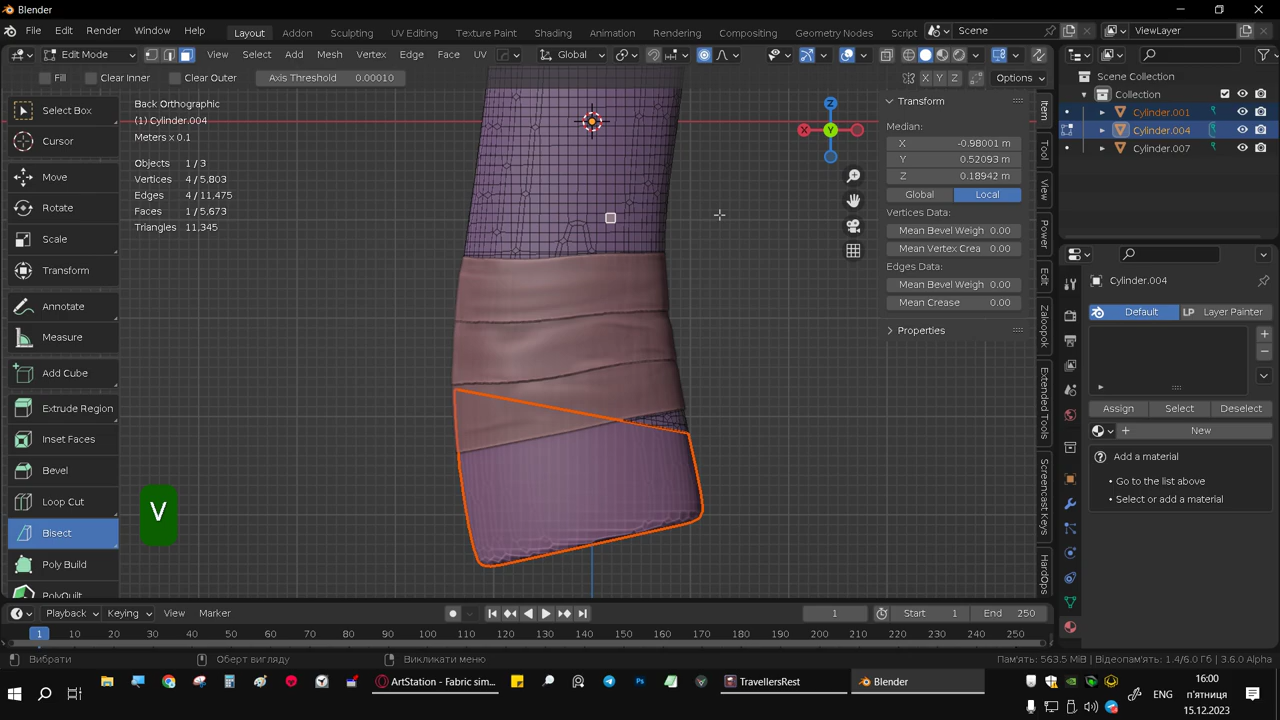 Blender
File Edit Render Window Help Layout Addon Sculpting UV Editing Texture Paint Shading Animation Rendering Compositing Geometry Nodes Script Scene ViewLayer
Edit Mode View Select Add Mesh Vertex Edge Face UV Global
Fill Clear Inner Clear Outer Axis Threshold 0.00010 X Y Z Options
Select Box
Cursor
Move
Rotate
Scale
Transform
Annotate
Measure
Add Cube
Extrude Region
Inset Faces
Bevel
Loop Cut
Bisect
Poly Build
PolyQuilt
Back Orthographic
(1) Cylinder.004
Meters x 0.1
Objects 1 / 3
Vertices 4 / 5,803
Edges 4 / 11,475
Faces 1 / 5,673
Triangles 11,345
V
Z
X Y
Transform
Median:
X -0.98001 m
Y 0.52093 m
Z 0.18942 m
Global Local
Vertices Data:
Mean Bevel Weigh 0.00
Mean Vertex Crea 0.00
Edges Data:
Mean Bevel Weigh 0.00
Mean Crease 0.00
Properties
Item
Tool
View
Power
Edit
Zaloopok
Extended Tools
Screencast Keys
HardOps
Scene Collection
Collection
Cylinder.001
Cylinder.004
Cylinder.007
Cylinder.004
Default LP Layer Painter
Assign Select Deselect
New
Add a material
Go to the list above
Select or add a material
Playback Keying View Marker 1 Start 1 End 250
1 10 20 30 40 50 60 70 80 90 100 110 120 130 140 150 160 170 180 190 200 210 220 230 240 250
Вибрати Оберт вигляду Викликати меню Пам'ять: 563.5 МіБ | Відеопам'ять: 1.4/6.0 Гб | 3.6.0 Alpha
ArtStation - Fabric sim... TravellersRest Blender
ENG
16:00
п'ятниця
15.12.2023